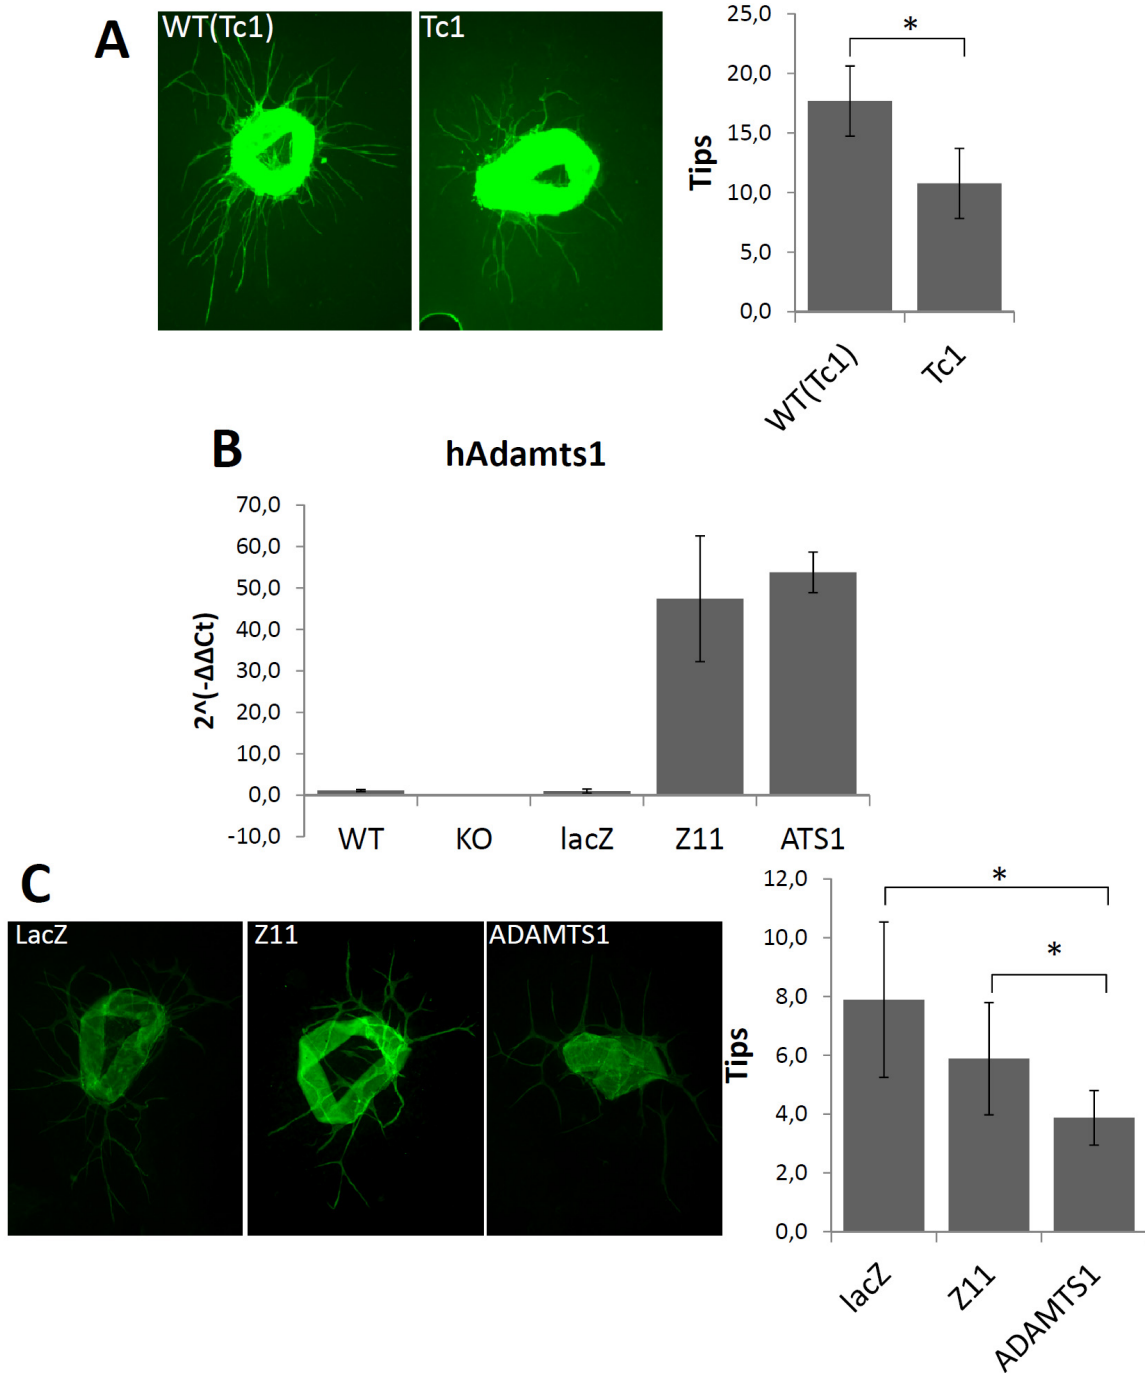 A
WT(Tc1)
Tc1
25,0
20,0
15,0
10,0
5,0
0,0
Tips
*
WT(Tc1)
Tc1
B
hAdamts1
70,0
60,0
50,0
40,0
30,0
20,0
10,0
0,0
-10,0
2^(-ΔΔCt)
WT KO lacZ Z11 ATS1
C
LacZ
Z11
ADAMTS1
12,0
10,0
8,0
6,0
4,0
2,0
0,0
Tips
*
*
lacZ
Z11
ADAMTS1